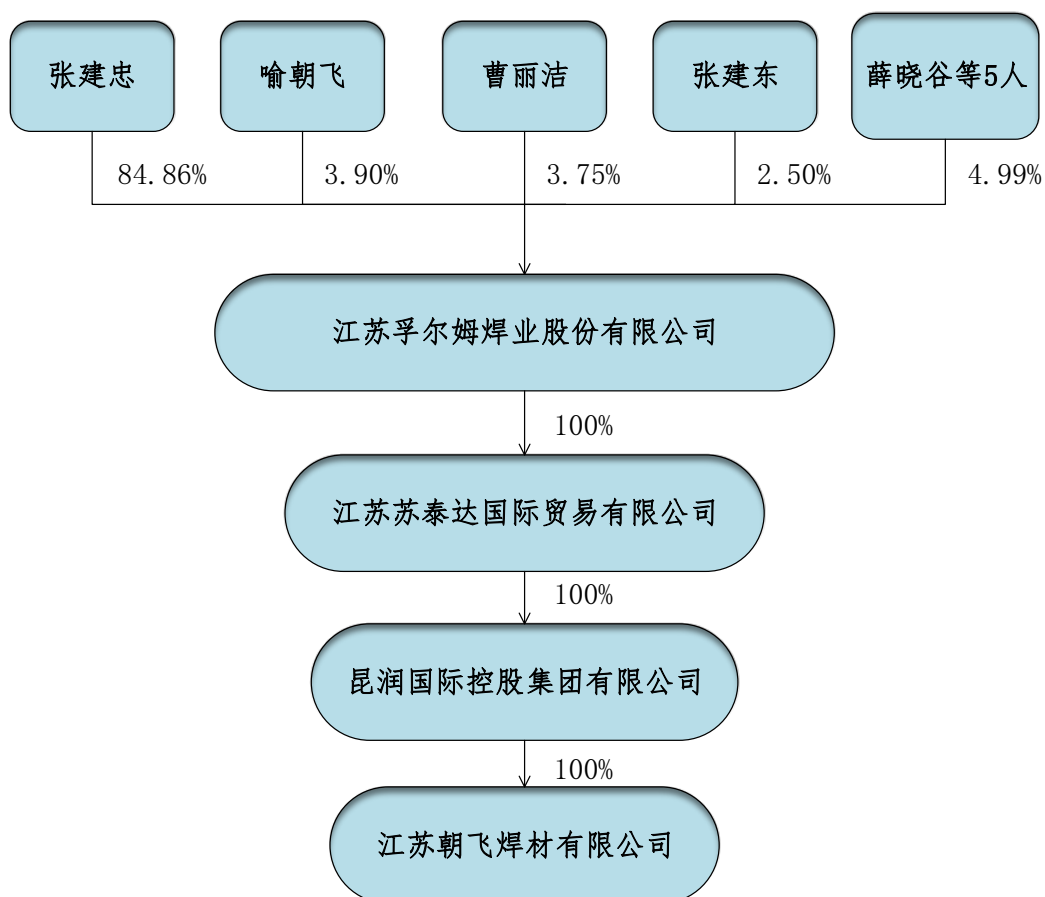 张建忠
喻朝飞
曹丽洁
张建东
薛晓谷等5人
84.86%
3.90%
3.75%
2.50%
4.99%
江苏孚尔姆焊业股份有限公司
100%
江苏苏泰达国际贸易有限公司
100%
昆润国际控股集团有限公司
100%
江苏朝飞焊材有限公司